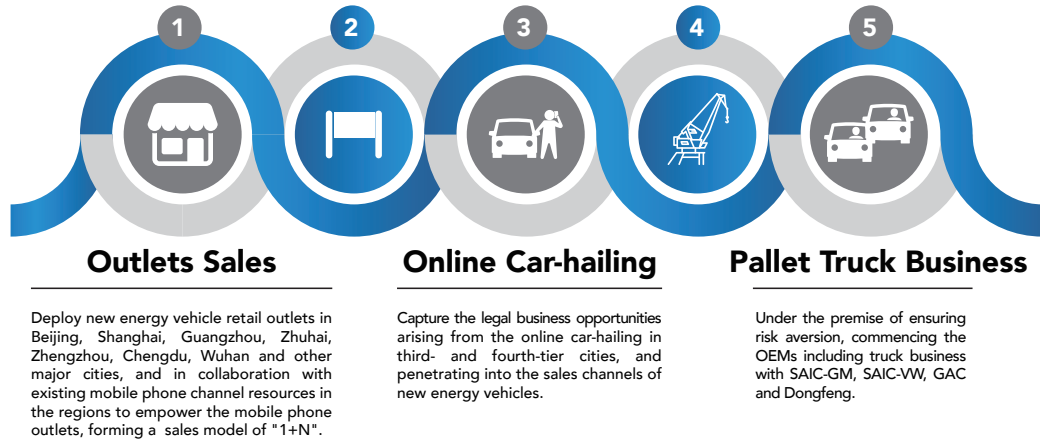 1
2
3
4
5
Outlets Sales
Deploy new energy vehicle retail outlets in
Beijing, Shanghai, Guangzhou, Zhuhai,
Zhengzhou, Chengdu, Wuhan and other
major cities, and in collaboration with
existing mobile phone channel resources in
the regions to empower the mobile phone
outlets, forming a sales model of "1+N".
Online Car-hailing
Capture the legal business opportunities
arising from the online car-hailing in
third- and fourth-tier cities, and
penetrating into the sales channels of
new energy vehicles.
Pallet Truck Business
Under the premise of ensuring
risk aversion, commencing the
OEMs including truck business
with SAIC-GM, SAIC-VW, GAC
and Dongfeng.